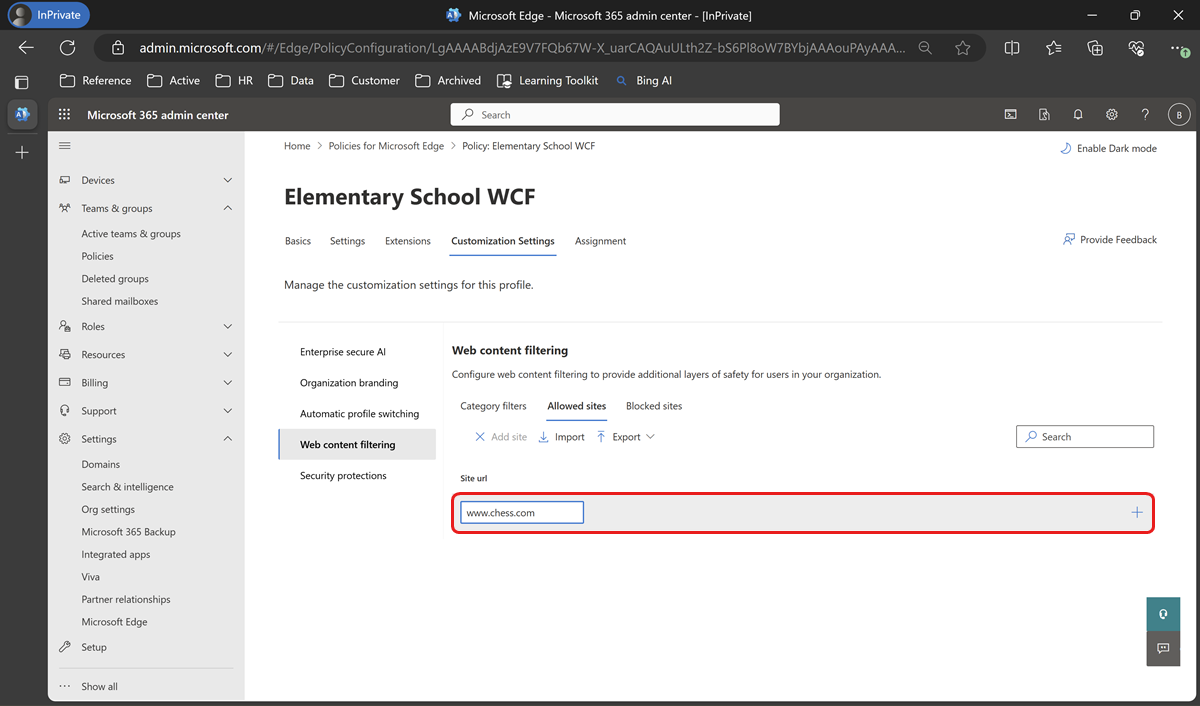 InPrivate
Microsoft Edge - Microsoft 365 admin center - [InPrivate]
admin.microsoft.com/#/Edge/PolicyConfiguration/LgAAAABdjAzE9V7FQb67W-X_uarCAQAuULth2Z-bS6Pl8oW7BYbjAAAouPAyAAA...
Reference Active HR Data Customer Archived Learning Toolkit Bing AI
Microsoft 365 admin center
Search
B
Home > Policies for Microsoft Edge > Policy: Elementary School WCF
Enable Dark mode
Devices
Teams & groups
Active teams & groups
Policies
Deleted groups
Shared mailboxes
Roles
Resources
Billing
Support
Settings
Domains
Search & intelligence
Org settings
Microsoft 365 Backup
Integrated apps
Viva
Partner relationships
Microsoft Edge
Setup
Show all
Elementary School WCF
Basics Settings Extensions Customization Settings Assignment
Provide Feedback
Manage the customization settings for this profile.
Enterprise secure AI
Organization branding
Automatic profile switching
Web content filtering
Security protections
Web content filtering
Configure web content filtering to provide additional layers of safety for users in your organization.
Category filters Allowed sites Blocked sites
Add site Import Export
Search
Site url
www.chess.com